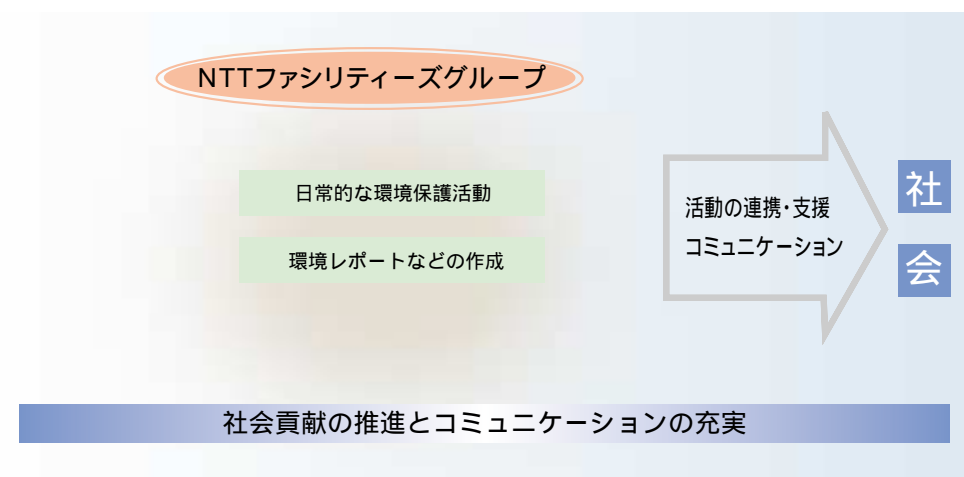 NTTファシリティーズグループ
日常的な環境保護活動
環境レポートなどの作成
活動の連携・支援
コミュニケーション
社
会
社会貢献の推進とコミュニケーションの充実